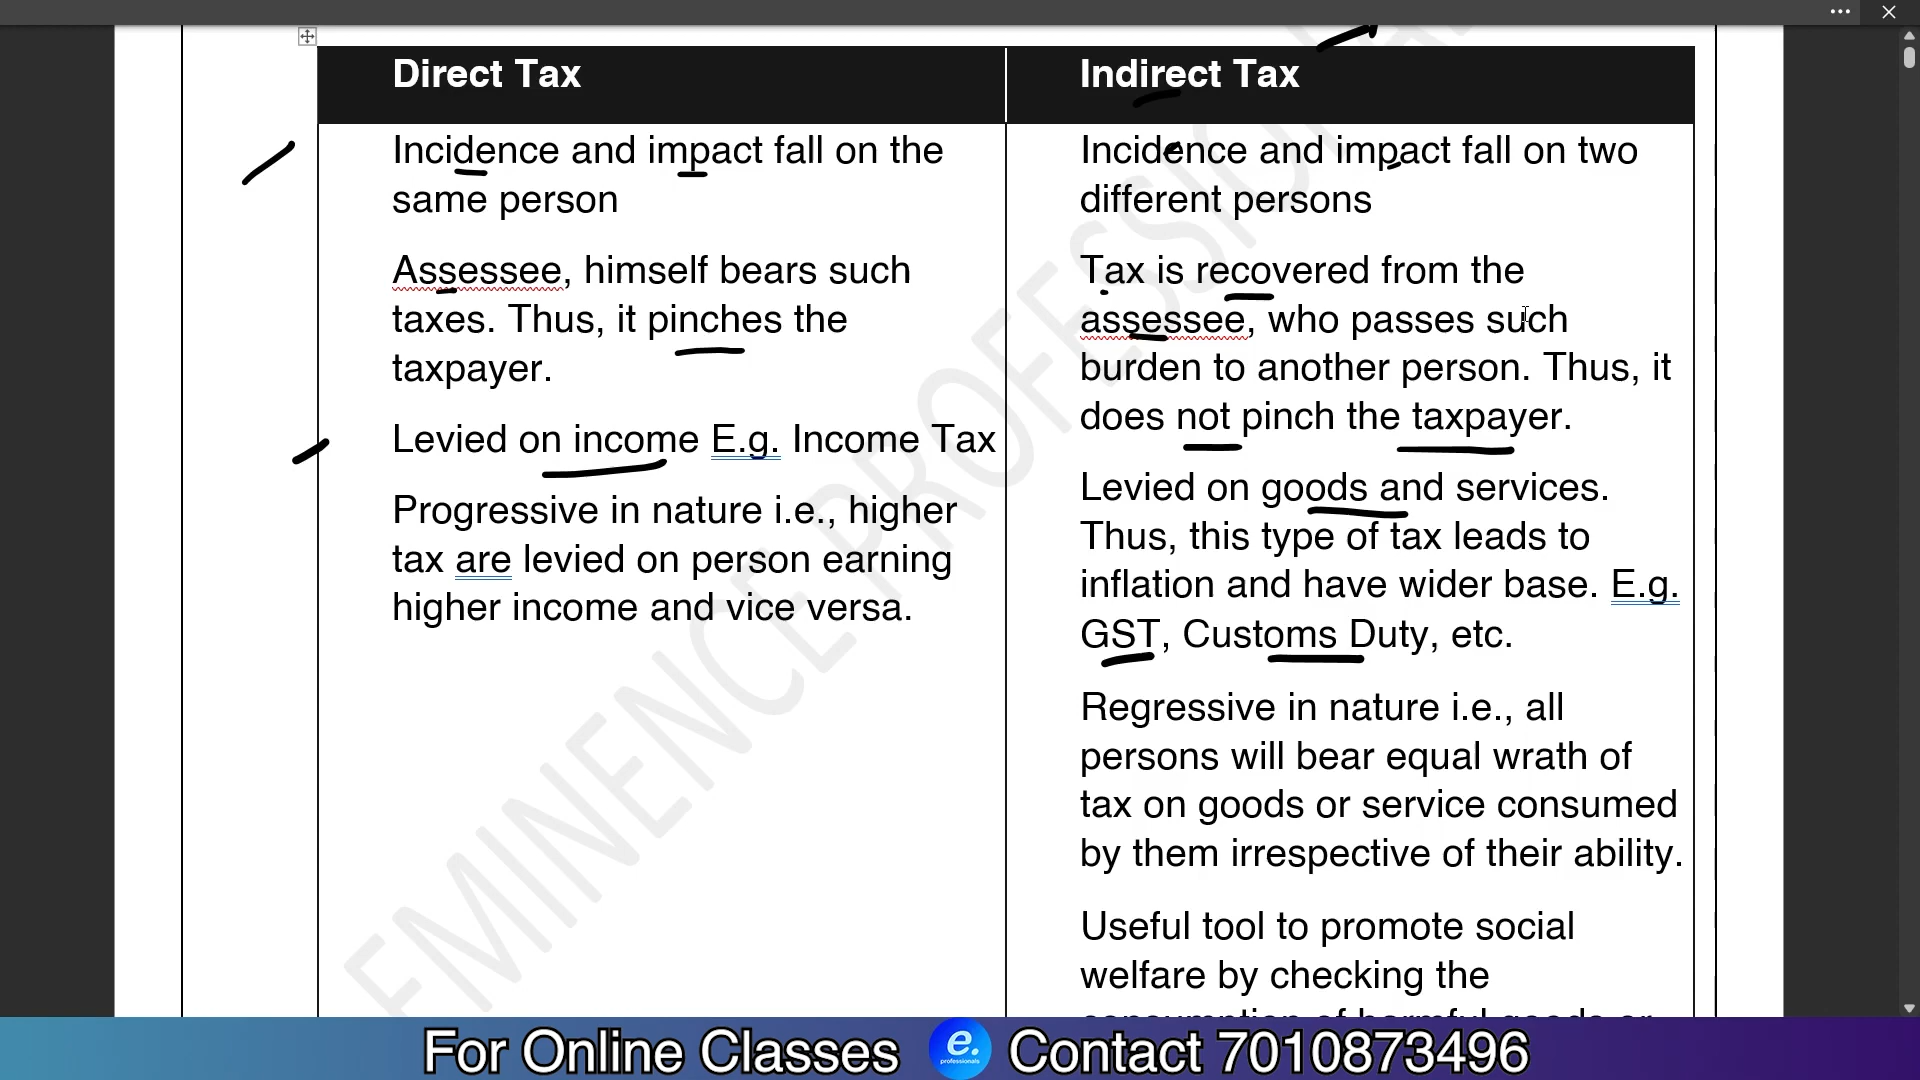 Direct Tax
Indirect Tax
Incidence and impact fall on the
same person
Assessee, himself bears such
taxes. Thus, it pinches the
taxpayer.
Levied on income E.g. Income Tax
Progressive in nature i.e., higher
tax are levied on person earning
higher income and vice versa.
Incidence and impact fall on two
different persons
Tax is recovered from the
assessee, who passes such
burden to another person. Thus, it
does not pinch the taxpayer.
Levied on goods and services.
Thus, this type of tax leads to
inflation and have wider base. E.g.
GST, Customs Duty, etc.
Regressive in nature i.e., all
persons will bear equal wrath of
tax on goods or service consumed
by them irrespective of their ability.
Useful tool to promote social
welfare by checking the
consumption of harmful goods or
EMINENCE PROFESSIONAL
For Online Classes e. professionals Contact 7010873496